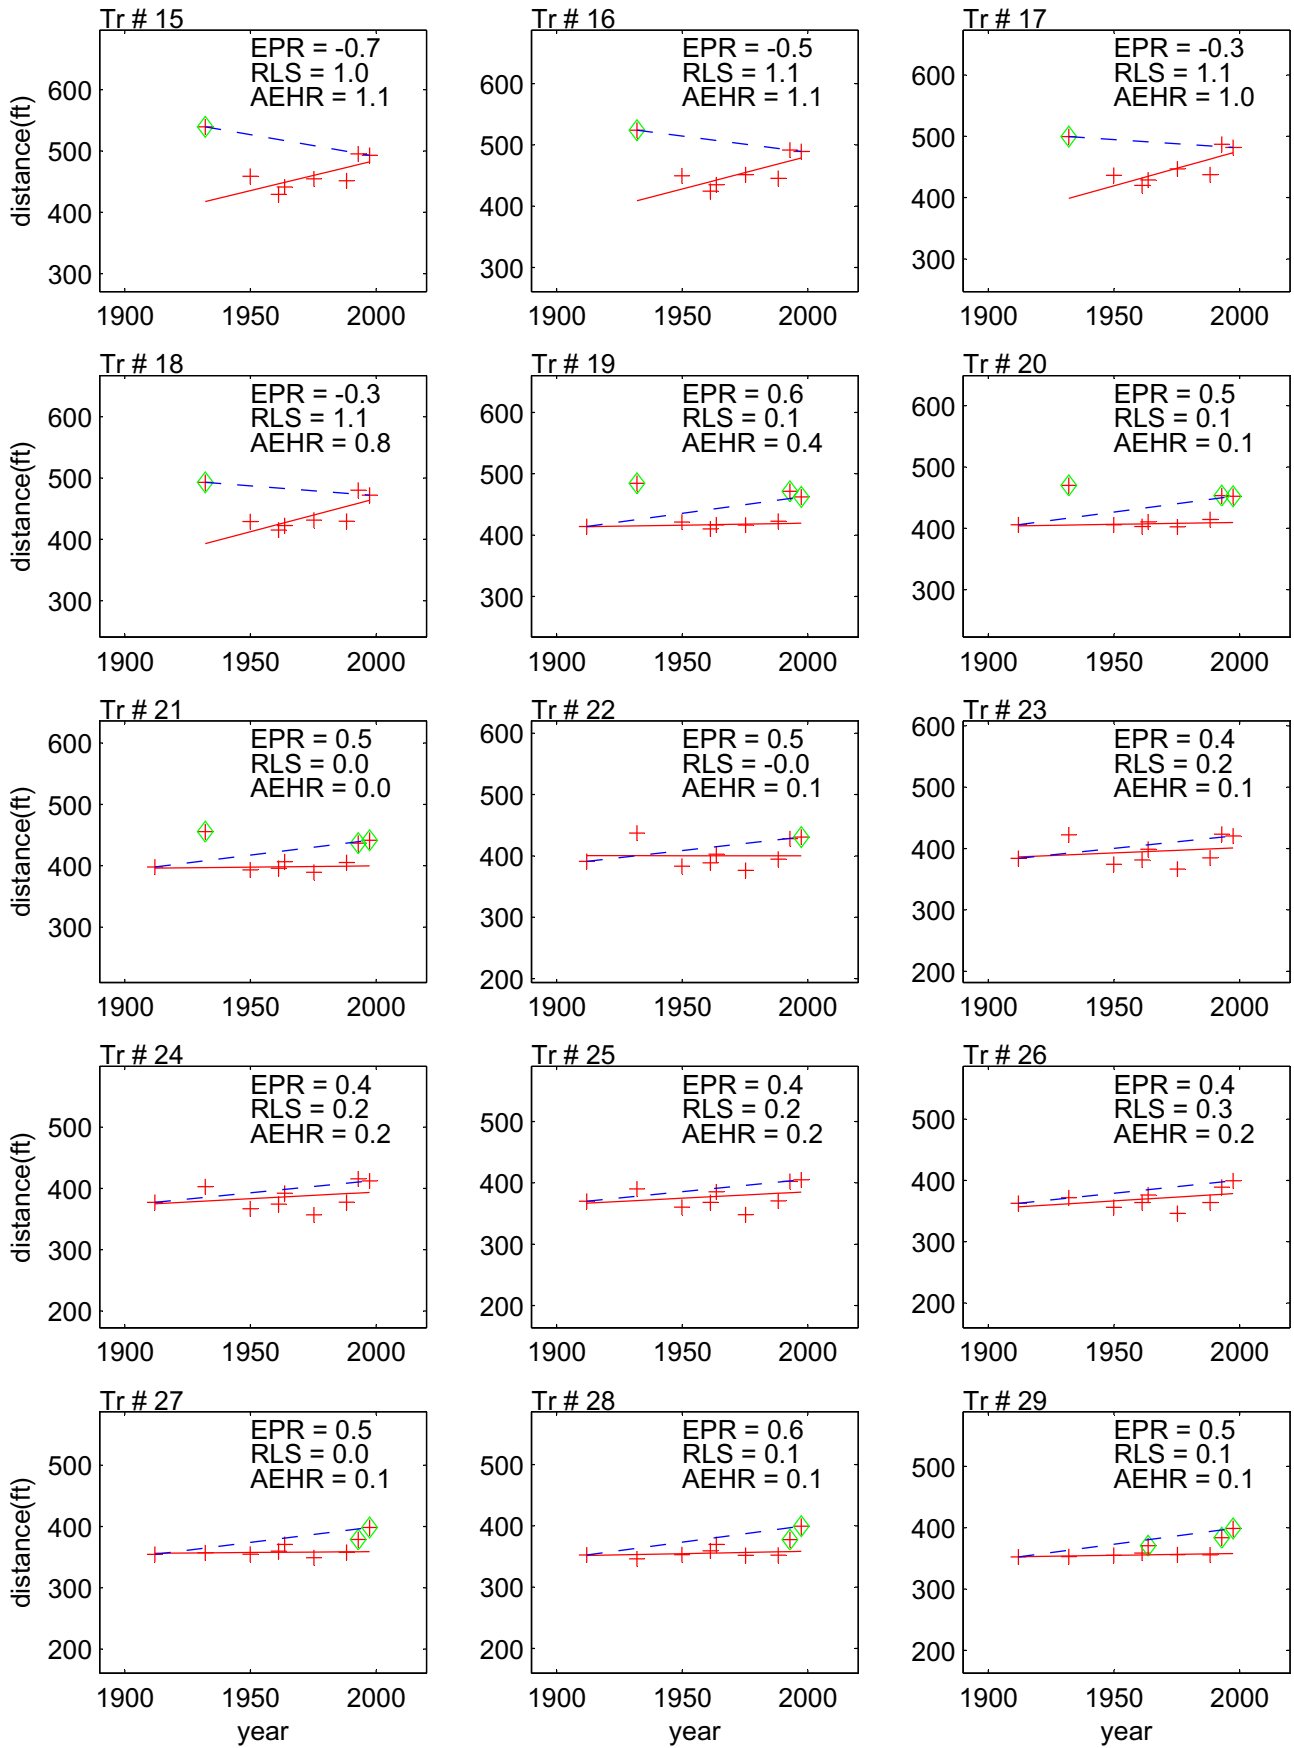 Tr # 15
EPR = -0.7
RLS = 1.0
AEHR = 1.1
600
500
400
300
distance(ft)
1900 1950 2000
Tr # 16
EPR = -0.5
RLS = 1.1
AEHR = 1.1
600
500
400
300
1900 1950 2000
Tr # 17
EPR = -0.3
RLS = 1.1
AEHR = 1.0
600
500
400
300
1900 1950 2000
Tr # 18
EPR = -0.3
RLS = 1.1
AEHR = 0.8
600
500
400
300
distance(ft)
1900 1950 2000
Tr # 19
EPR = 0.6
RLS = 0.1
AEHR = 0.4
600
500
400
300
1900 1950 2000
Tr # 20
EPR = 0.5
RLS = 0.1
AEHR = 0.1
600
500
400
300
1900 1950 2000
Tr # 21
EPR = 0.5
RLS = 0.0
AEHR = 0.0
600
500
400
300
distance(ft)
1900 1950 2000
Tr # 22
EPR = 0.5
RLS = -0.0
AEHR = 0.1
600
500
400
300
200
1900 1950 2000
Tr # 23
EPR = 0.4
RLS = 0.2
AEHR = 0.1
600
500
400
300
200
1900 1950 2000
Tr # 24
EPR = 0.4
RLS = 0.2
AEHR = 0.2
500
400
300
200
distance(ft)
1900 1950 2000
Tr # 25
EPR = 0.4
RLS = 0.2
AEHR = 0.2
500
400
300
200
1900 1950 2000
Tr # 26
EPR = 0.4
RLS = 0.3
AEHR = 0.2
500
400
300
200
1900 1950 2000
Tr # 27
EPR = 0.5
RLS = 0.0
AEHR = 0.1
500
400
300
200
distance(ft)
1900 1950 2000
year
Tr # 28
EPR = 0.6
RLS = 0.1
AEHR = 0.1
500
400
300
200
1900 1950 2000
year
Tr # 29
EPR = 0.5
RLS = 0.1
AEHR = 0.1
500
400
300
200
1900 1950 2000
year